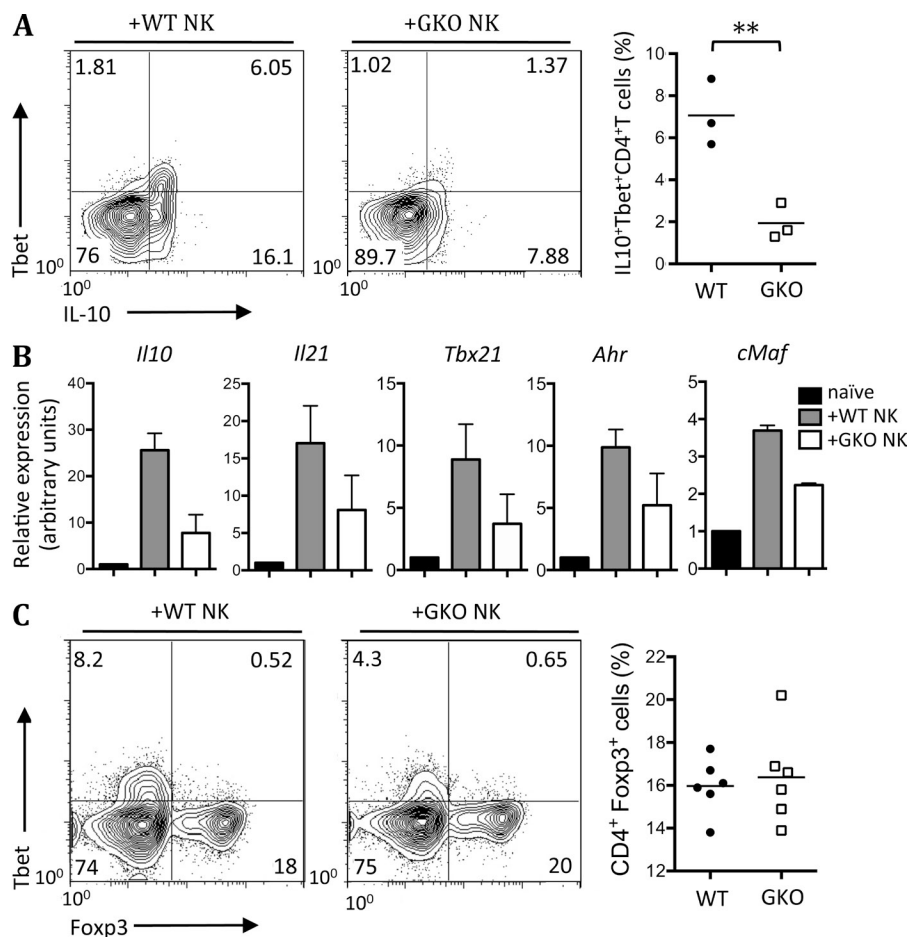 A
+WT NK
+GKO NK
1.81
6.05
76
16.1
Tbet
10⁰
10⁰
IL-10
1.02
1.37
89.7
7.88
10⁰
10⁰
**
IL10⁺Tbet⁺CD4⁺T cells (%)
10
8
6
4
2
0
WT
GKO
B
Relative expression
(arbitrary units)
Il10
40
30
20
10
0
Il21
25
20
15
10
5
0
Tbx21
15
10
5
0
Ahr
15
10
5
0
cMaf
5
4
3
2
1
0
naïve
+WT NK
+GKO NK
C
+WT NK
+GKO NK
8.2
0.52
74
18
Tbet
10⁰
10⁰
Foxp3
4.3
0.65
75
20
10⁰
10⁰
CD4⁺ Foxp3⁺ cells (%)
22
20
18
16
14
12
WT
GKO